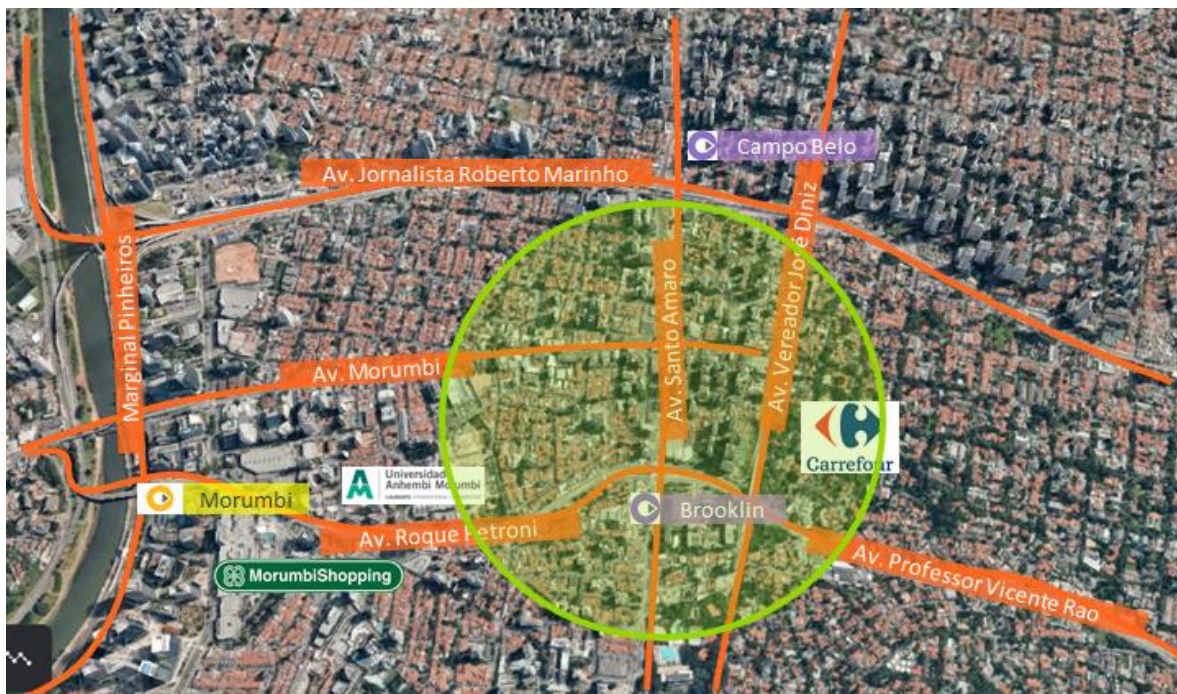 Campo Belo
Av. Jornalista Roberto Marinho
Marginal Pinheiros
Av. Santo Amaro
Av. Vereador José Diniz
Av. Morumbi
Carrefour
Universidade
Anhembi Morumbi
Morumbi
Brooklin
Av. Roque Petroni
Av. Professor Vicente Rao
MorumbiShopping